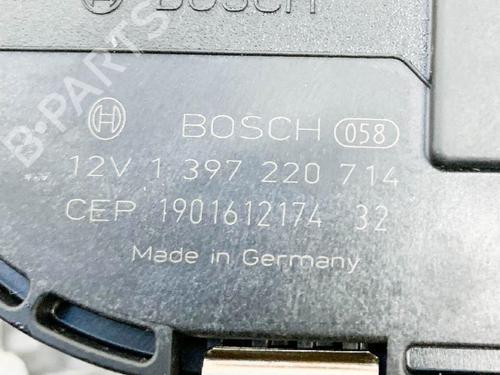 BOSCH
B-PARTS
BOSCH 058
12V 1 397 220 714
CEP 1901612174 32
Made in Germany